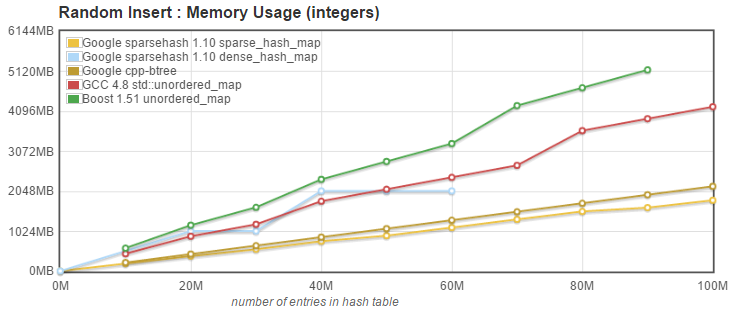 Random Insert : Memory Usage (integers)
6144MB
Google sparsehash 1.10 sparse_hash_map
Google sparsehash 1.10 dense_hash_map
Google cpp-btree
GCC 4.8 std::unordered_map
Boost 1.51 unordered_map
5120MB
4096MB
3072MB
2048MB
1024MB
0MB
0M 20M 40M 60M 80M 100M
number of entries in hash table